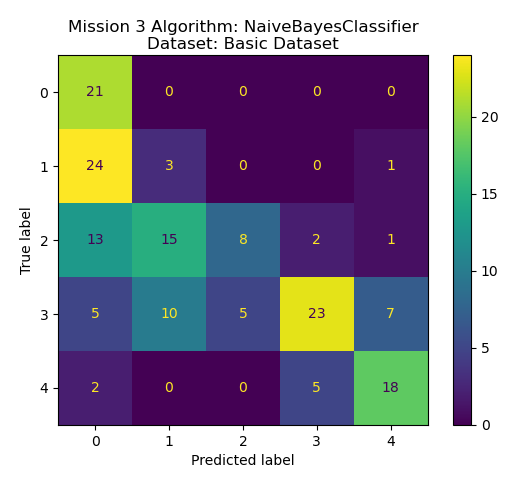 Mission 3 Algorithm: NaiveBayesClassifier
Dataset: Basic Dataset
0 21 0 0 0 0
1 24 3 0 0 1
2 13 15 8 2 1
3 5 10 5 23 7
4 2 0 0 5 18
0 1 2 3 4
Predicted label
True label
20
15
10
5
0